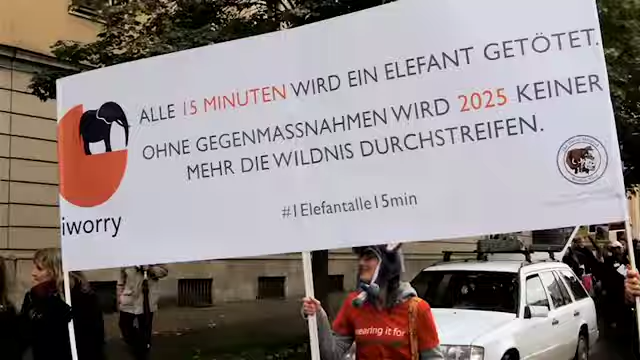 ALLE 15 MINUTEN WIRD EIN ELEFANT GETÖTET.
OHNE GEGENMASSNAHMEN WIRD 2025 KEINER
MEHR DIE WILDNIS DURCHSTREIFEN.
#1Elefantalle15min
iworry
earing it for